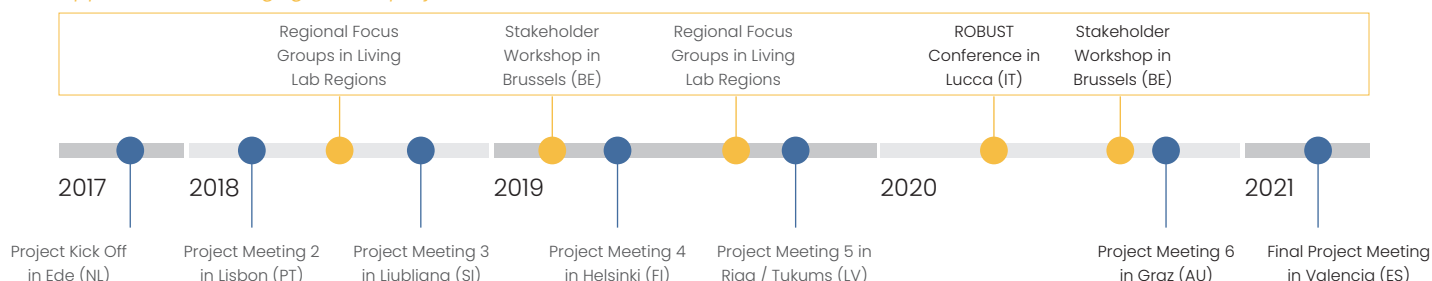 Regional Focus
Groups in Living
Lab Regions
Stakeholder
Workshop in
Brussels (BE)
Regional Focus
Groups in Living
Lab Regions
ROBUST
Conference in
Lucca (IT)
Stakeholder
Workshop in
Brussels (BE)
2017
2018
2019
2020
2021
Project Kick Off
in Ede (NL)
Project Meeting 2
in Lisbon (PT)
Project Meeting 3
in Ljubljana (SI)
Project Meeting 4
in Helsinki (FI)
Project Meeting 5 in
Riga / Tukums (LV)
Project Meeting 6
in Graz (AU)
Final Project Meeting
in Valencia (ES)